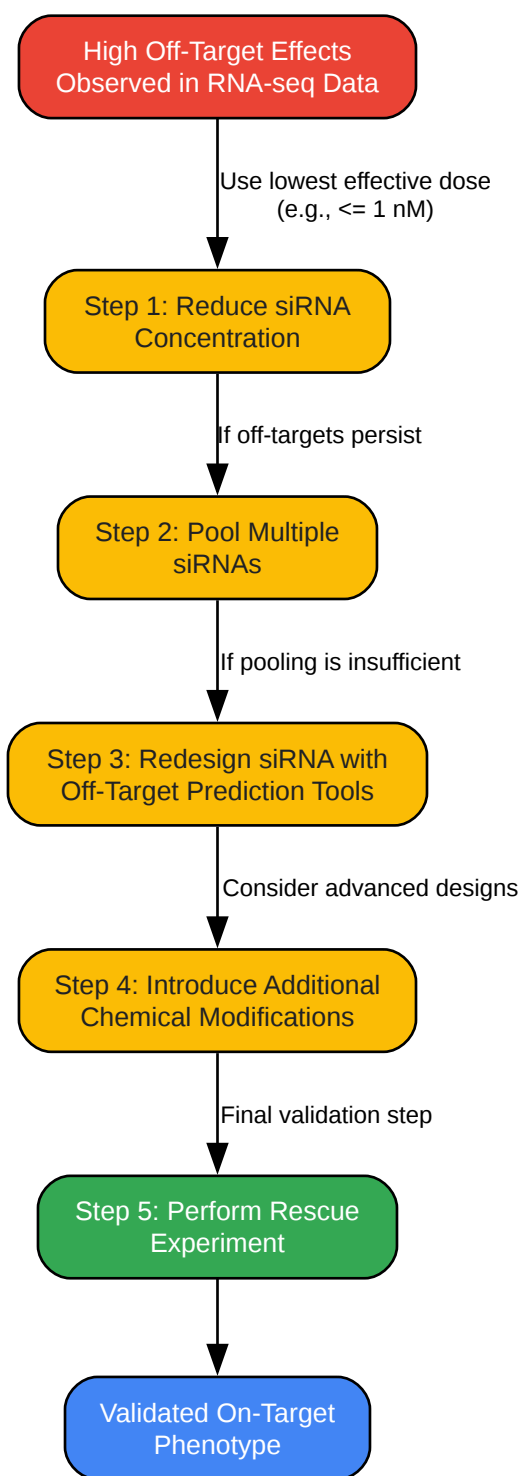 High Off-Target Effects
Observed in RNA-seq Data
Use lowest effective dose
(e.g., <= 1 nM)
Step 1: Reduce siRNA
Concentration
If off-targets persist
Step 2: Pool Multiple
siRNAs
If pooling is insufficient
Step 3: Redesign siRNA with
Off-Target Prediction Tools
Consider advanced designs
Step 4: Introduce Additional
Chemical Modifications
Final validation step
Step 5: Perform Rescue
Experiment
Validated On-Target
Phenotype